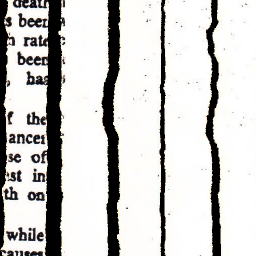 death
s been
n rate
been
, has
f the
ancer
se of
est in
th on
while
causes